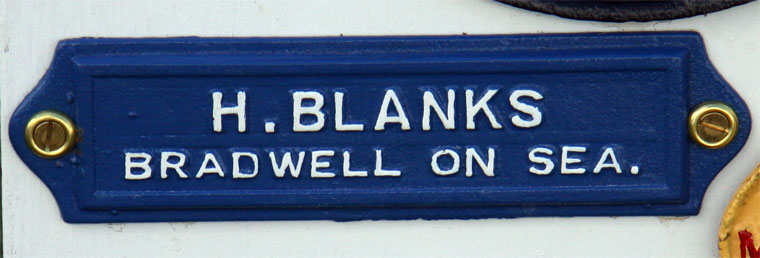 H. BLANKS
BRADWELL ON SEA.